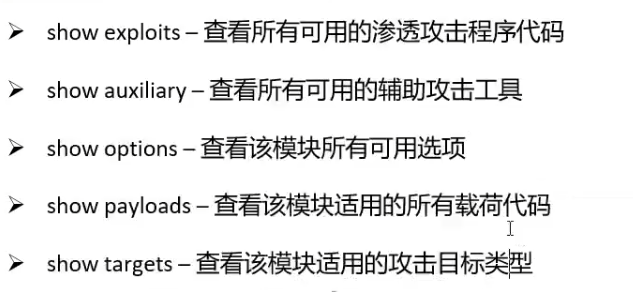 ➢ show exploits – 查看所有可用的渗透攻击程序代码
➢ show auxiliary – 查看所有可用的辅助攻击工具
➢ show options – 查看该模块所有可用选项
➢ show payloads – 查看该模块适用的所有载荷代码
➢ show targets – 查看该模块适用的攻击目标类型